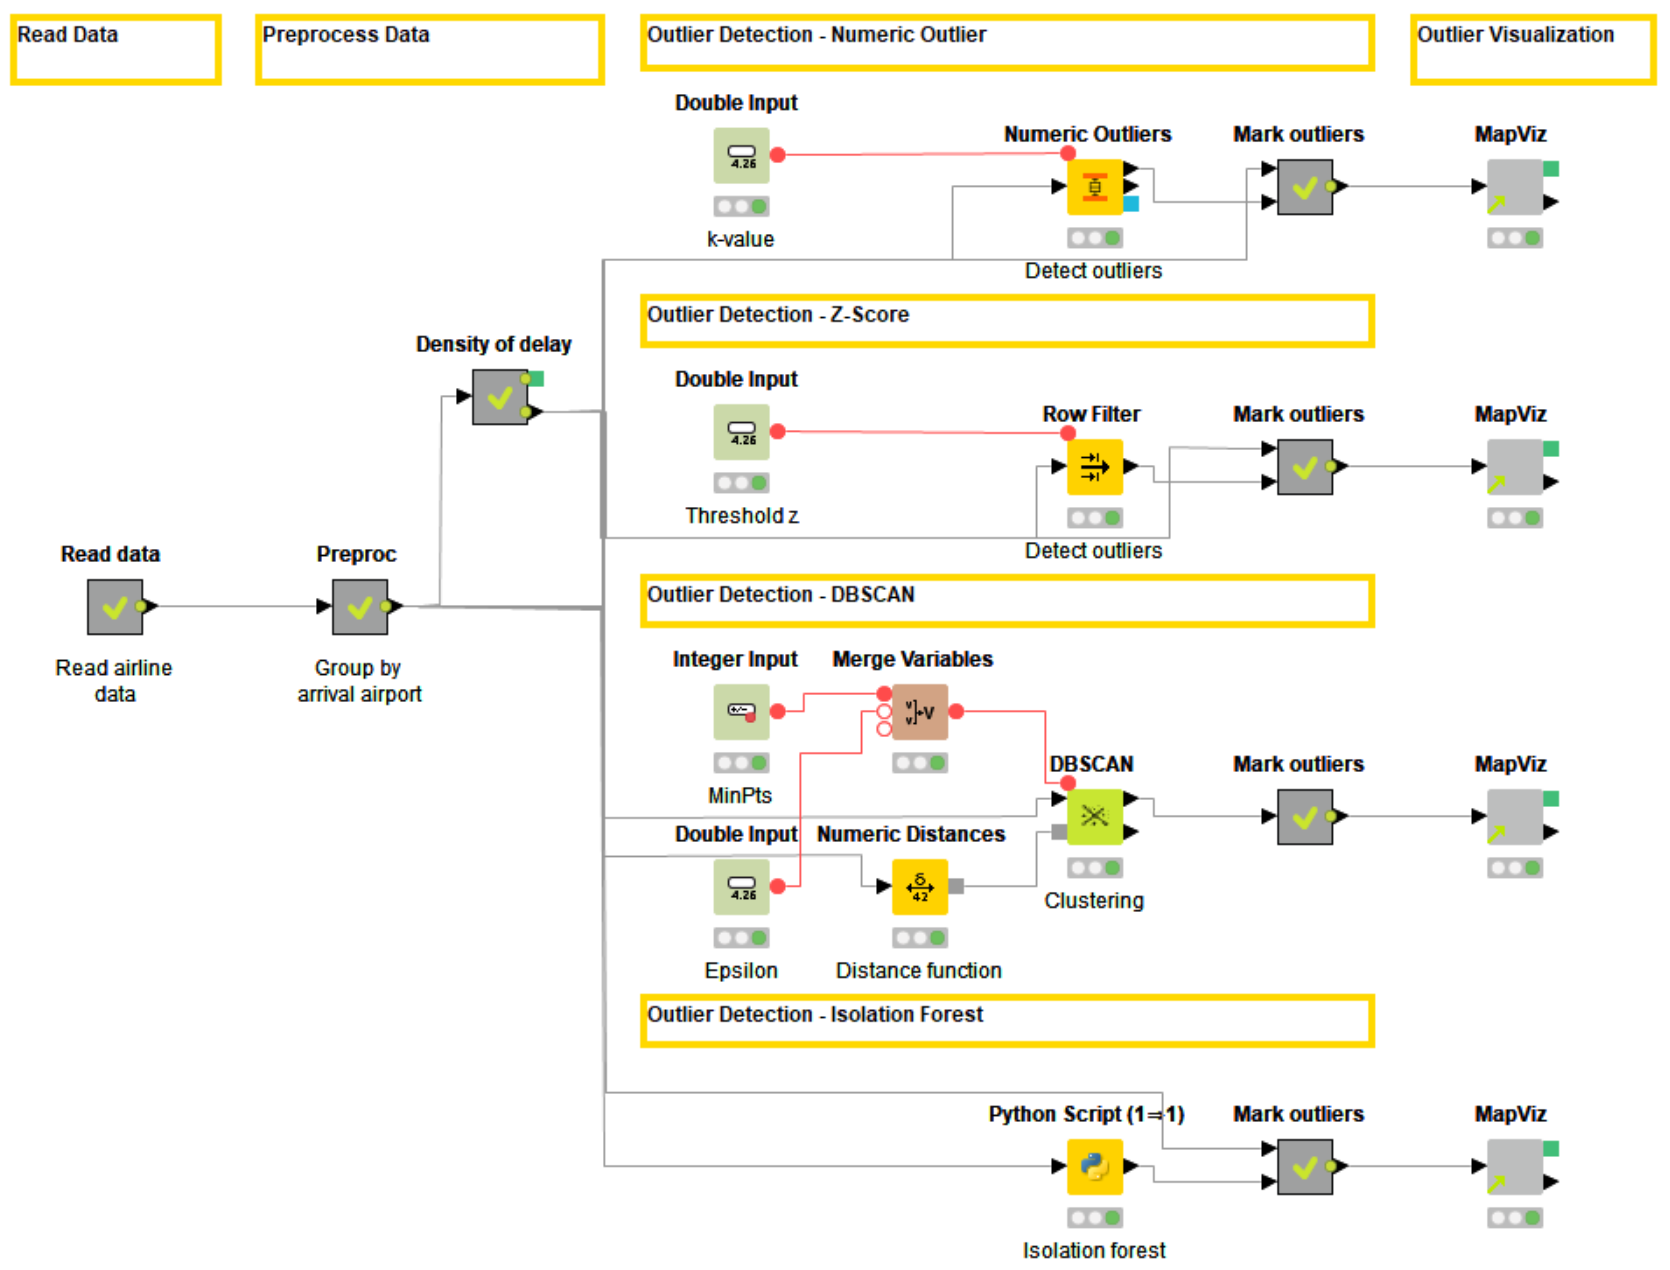 Read Data
Preprocess Data
Outlier Detection - Numeric Outlier
Outlier Visualization
Double Input
Numeric Outliers
Mark outliers
MapViz
4.26
k-value
Detect outliers
Outlier Detection - Z-Score
Density of delay
Double Input
Row Filter
Mark outliers
MapViz
4.26
Threshold z
Detect outliers
Read data
Preproc
Outlier Detection - DBSCAN
Read airline
data
Group by
arrival airport
Integer Input
Merge Variables
+/-
v
v]→V
DBSCAN
Mark outliers
MapViz
MinPts
Double Input
Numeric Distances
4.26
δ
42
Clustering
Epsilon
Distance function
Outlier Detection - Isolation Forest
Python Script (1⇒1)
Mark outliers
MapViz
Isolation forest